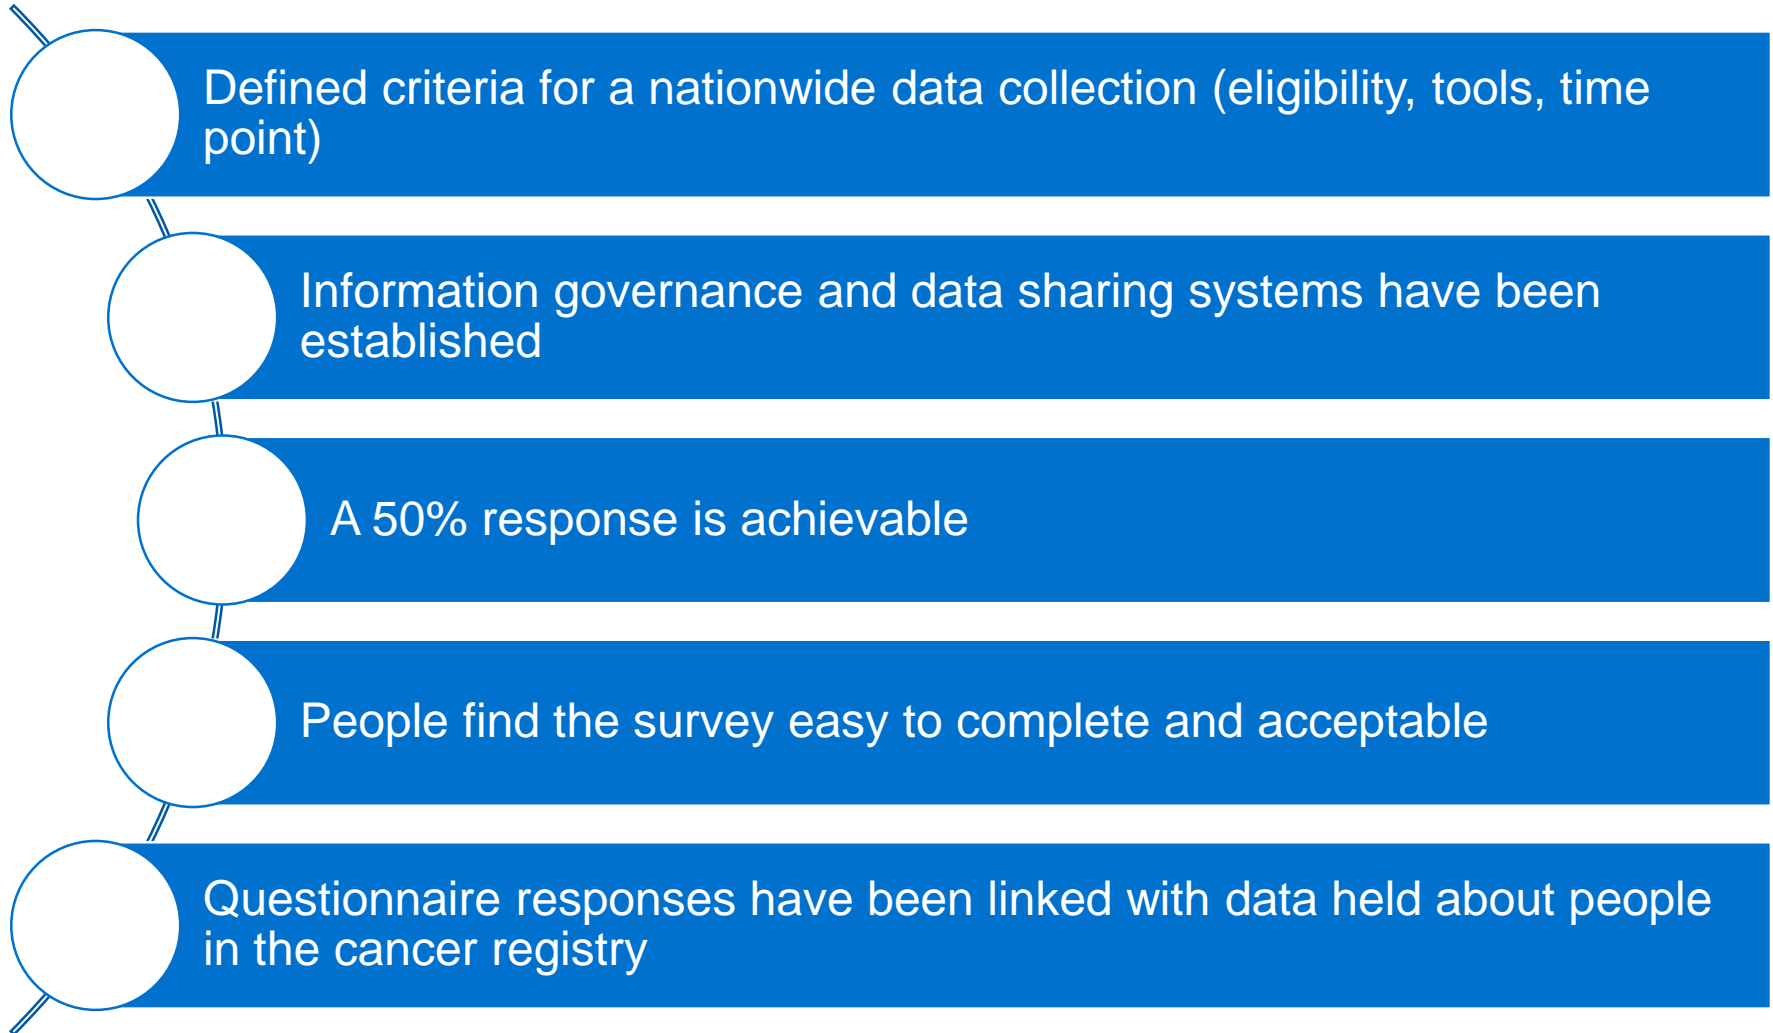 Defined criteria for a nationwide data collection (eligibility, tools, time
point)
Information governance and data sharing systems have been
established
A 50% response is achievable
People find the survey easy to complete and acceptable
Questionnaire responses have been linked with data held about people
in the cancer registry